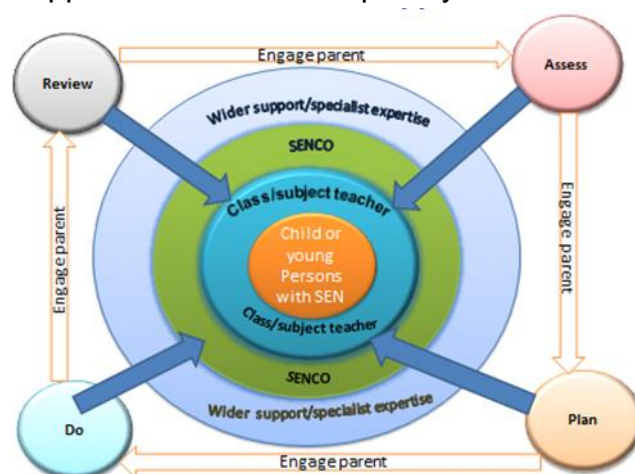 Engage parent
Review
Assess
Wider support/specialist expertise
SENCO
Class/subject teacher
Child or
young
Persons
with SEN
Engage parent
Engage parent
Class/subject teacher
SENCO
Wider support/specialist expertise
Do
Plan
Engage parent